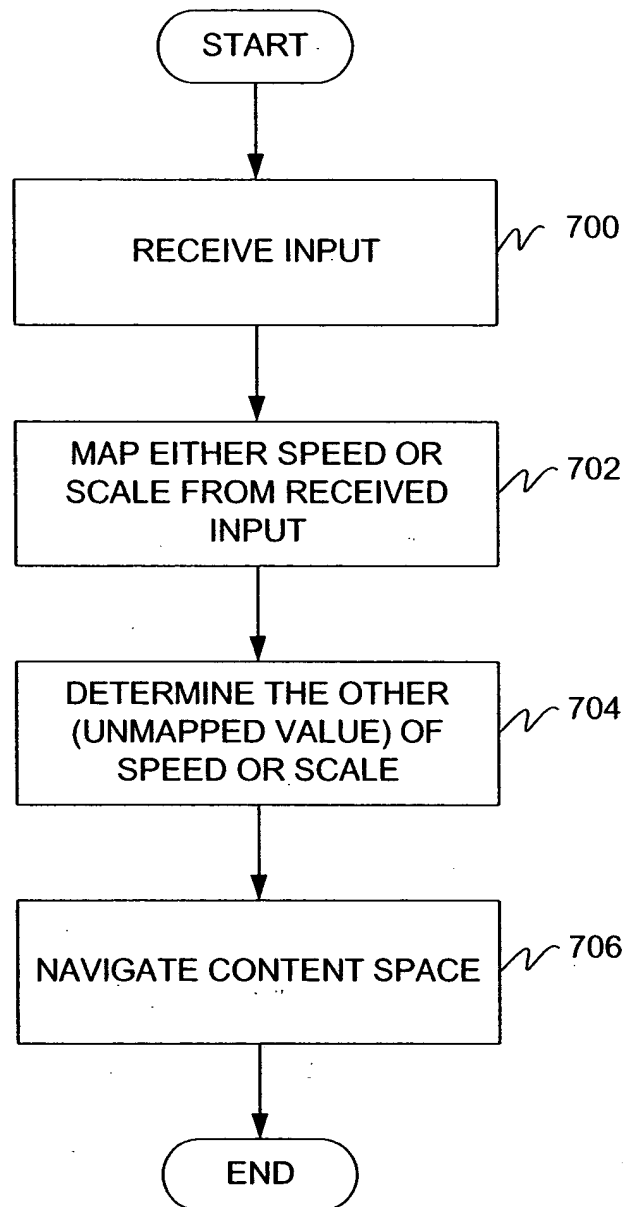 START
RECEIVE INPUT
700
MAP EITHER SPEED OR
SCALE FROM RECEIVED
INPUT
702
DETERMINE THE OTHER
(UNMAPPED VALUE) OF
SPEED OR SCALE
704
NAVIGATE CONTENT SPACE
706
END